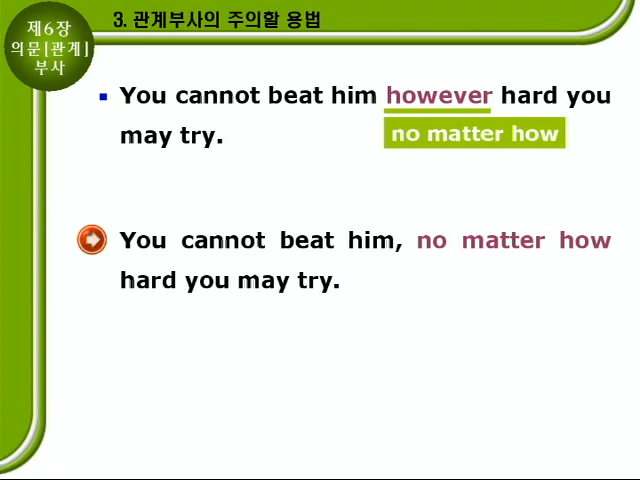 제6장
의문[관계]
부사
3. 관계부사의 주의할 용법
▪ You cannot beat him however hard you
may try.
no matter how
You cannot beat him, no matter how
hard you may try.